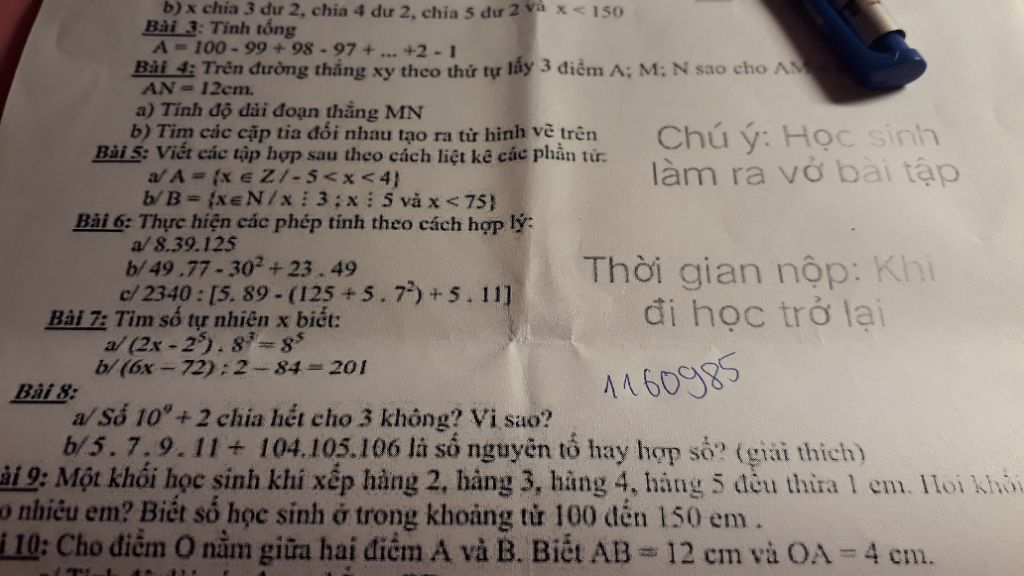 b) x chia 3 dư 2, chia 4 dư 2, chia 5 dư 2 và x < 150
Bài 3: Tính tổng
A = 100 - 99 + 98 - 97 + ... +2 - 1
Bài 4: Trên đường thẳng xy theo thứ tự lấy 3 điểm A; M; N sao cho AM
AN = 12cm.
a) Tính độ dài đoạn thẳng MN
b) Tìm các cặp tia đối nhau tạo ra từ hình vẽ trên
Bài 5: Viết các tập hợp sau theo cách liệt kê các phần tử:
a/ A = {x ∈ Z / - 5 < x < 4}
b/ B = {x∈N / x ⋮ 3 ; x ⋮ 5 và x < 75}
Bài 6: Thực hiện các phép tính theo cách hợp lý:
a/ 8.39.125
b/ 49 .77 - 30² + 23 . 49
c/ 2340 : [5. 89 - (125 + 5 . 7²) + 5 . 11]
Bài 7: Tìm số tự nhiên x biết:
a/ (2x - 2⁵) . 8³ = 8⁵
b/ (6x – 72) : 2 – 84 = 201
Bài 8:
a/ Số 10⁹ + 2 chia hết cho 3 không? Vì sao?
b/ 5 . 7 . 9 . 11 + 104.105.106 là số nguyên tố hay hợp số? (giải thích)
ài 9: Một khối học sinh khi xếp hàng 2, hàng 3, hàng 4, hàng 5 đều thừa 1 em. Hỏi khối
o nhiêu em? Biết số học sinh ở trong khoảng từ 100 đến 150 em .
i 10: Cho điểm O nằm giữa hai điểm A và B. Biết AB = 12 cm và OA = 4 cm.
Chú ý: Học sinh
làm ra vở bài tập
Thời gian nộp: Khi
đi học trở lại
1160985